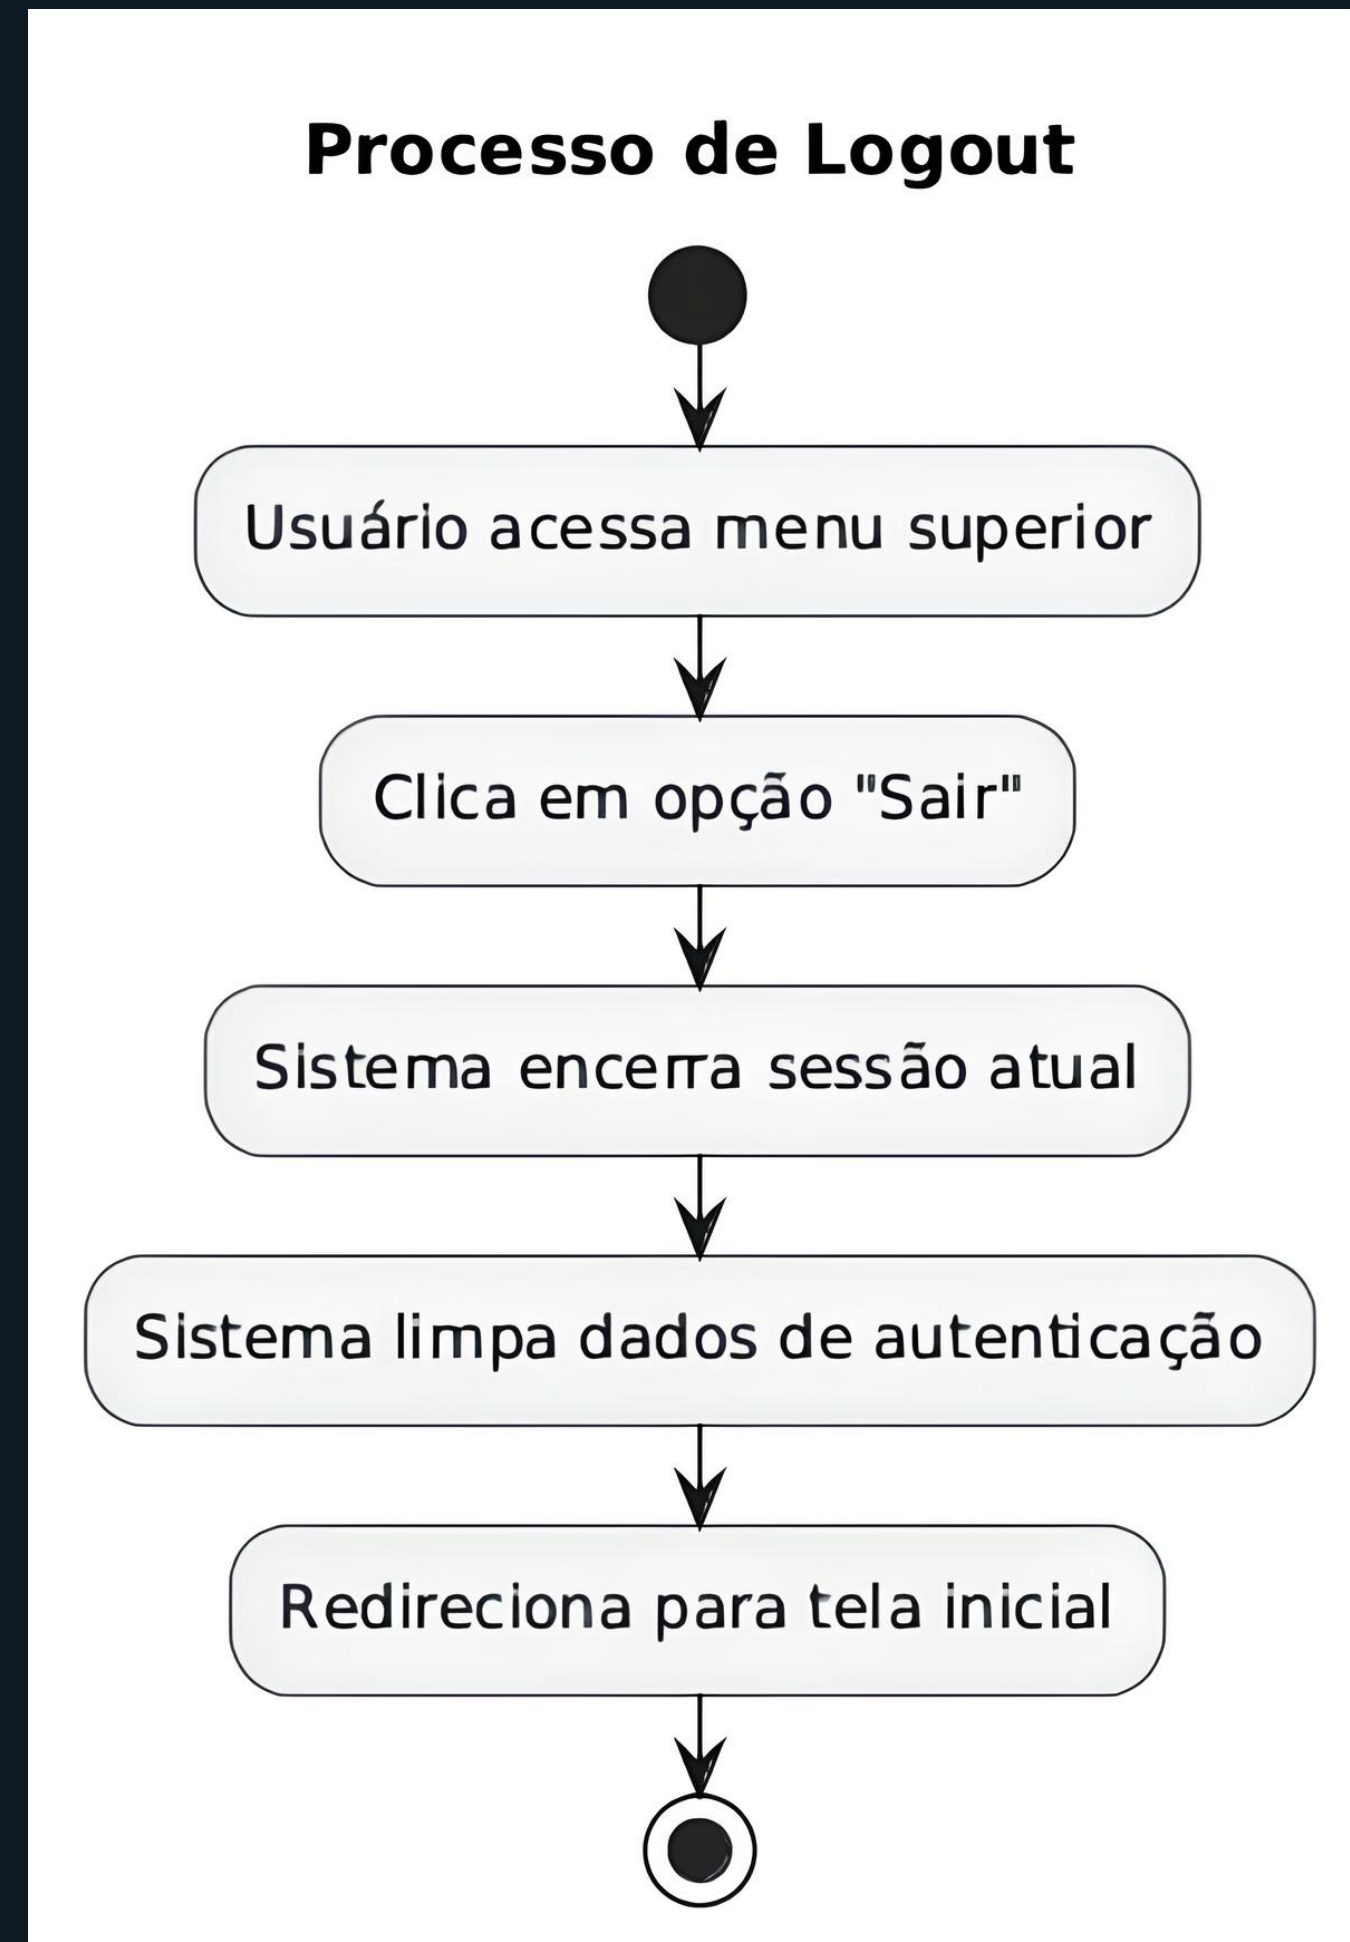 Processo de Logout
Usuário acessa menu superior
Clica em opção "Sair"
Sistema encerra sessão atual
Sistema limpa dados de autenticação
Redireciona para tela inicial